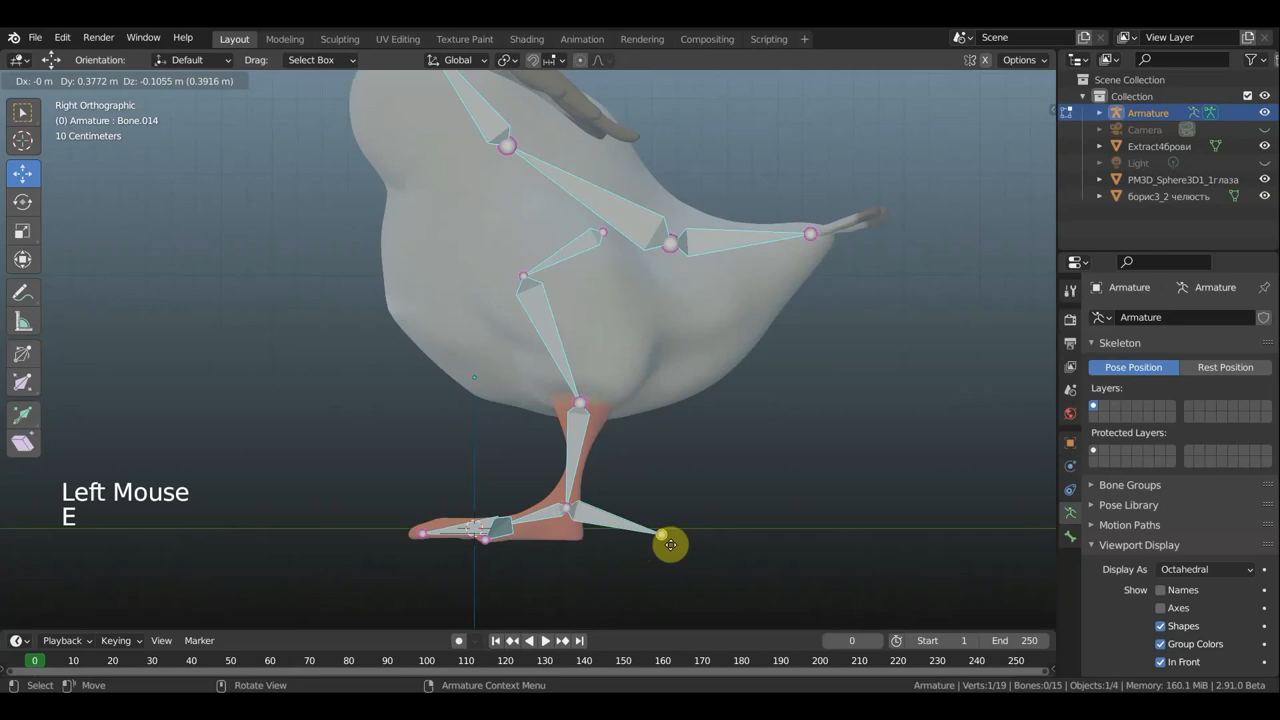 File Edit Render Window Help Layout Modeling Sculpting UV Editing Texture Paint Shading Animation Rendering Compositing Scripting + Scene View Layer
Orientation: Default Drag: Select Box Global X Options
Dx: -0 m Dy: 0.3772 m Dz: -0.1055 m (0.3916 m)
Right Orthographic
(0) Armature : Bone.014
10 Centimeters
Left Mouse
E
Scene Collection
Collection
Armature
Camera
Extract4брови
Light
PM3D_Sphere3D1_1глаза
борис3_2 челюсть
Armature Armature
Armature
Skeleton
Pose Position Rest Position
Layers:
Protected Layers:
Bone Groups
Pose Library
Motion Paths
Viewport Display
Display As Octahedral
Show Names
Axes
Shapes
Group Colors
In Front
Playback Keying View Marker 0 Start 1 End 250
0 10 20 30 40 50 60 70 80 90 100 110 120 130 140 150 160 170 180 190 200 210 220 230 240 250
Select Move Rotate View Armature Context Menu Armature | Verts:1/19 | Bones:0/15 | Objects:1/4 | Memory: 160.1 MiB | 2.91.0 Beta